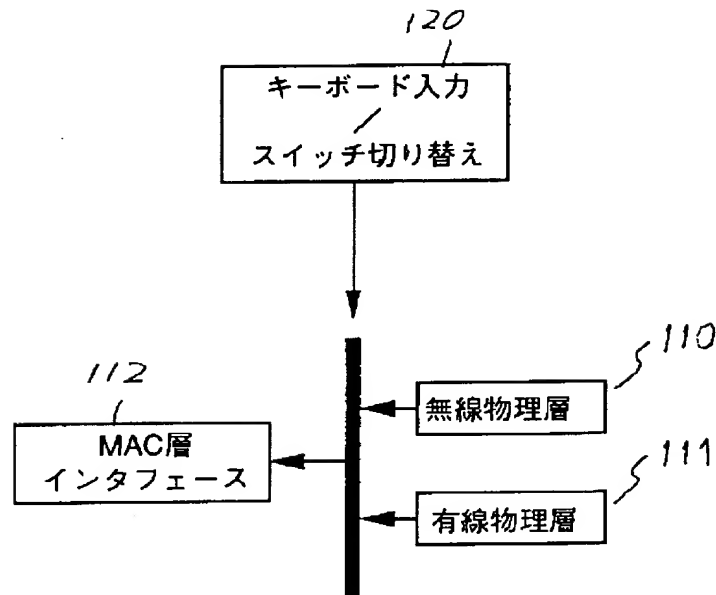 120
キーボード入力
／
スイッチ切り替え
110
112
無線物理層
MAC層
インタフェース
111
有線物理層